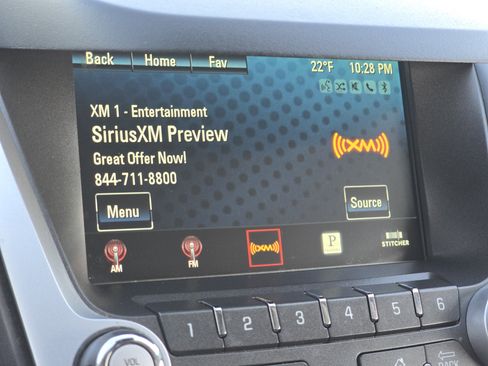 Back Home Fav 22°F 10:28 PM
XM 1 - Entertainment
SiriusXM Preview
Great Offer Now!
844-711-8800
((XM))
Menu Source
AM FM ((XM)) P STITCHER
1 2 3 4 5 6
VOL BACK